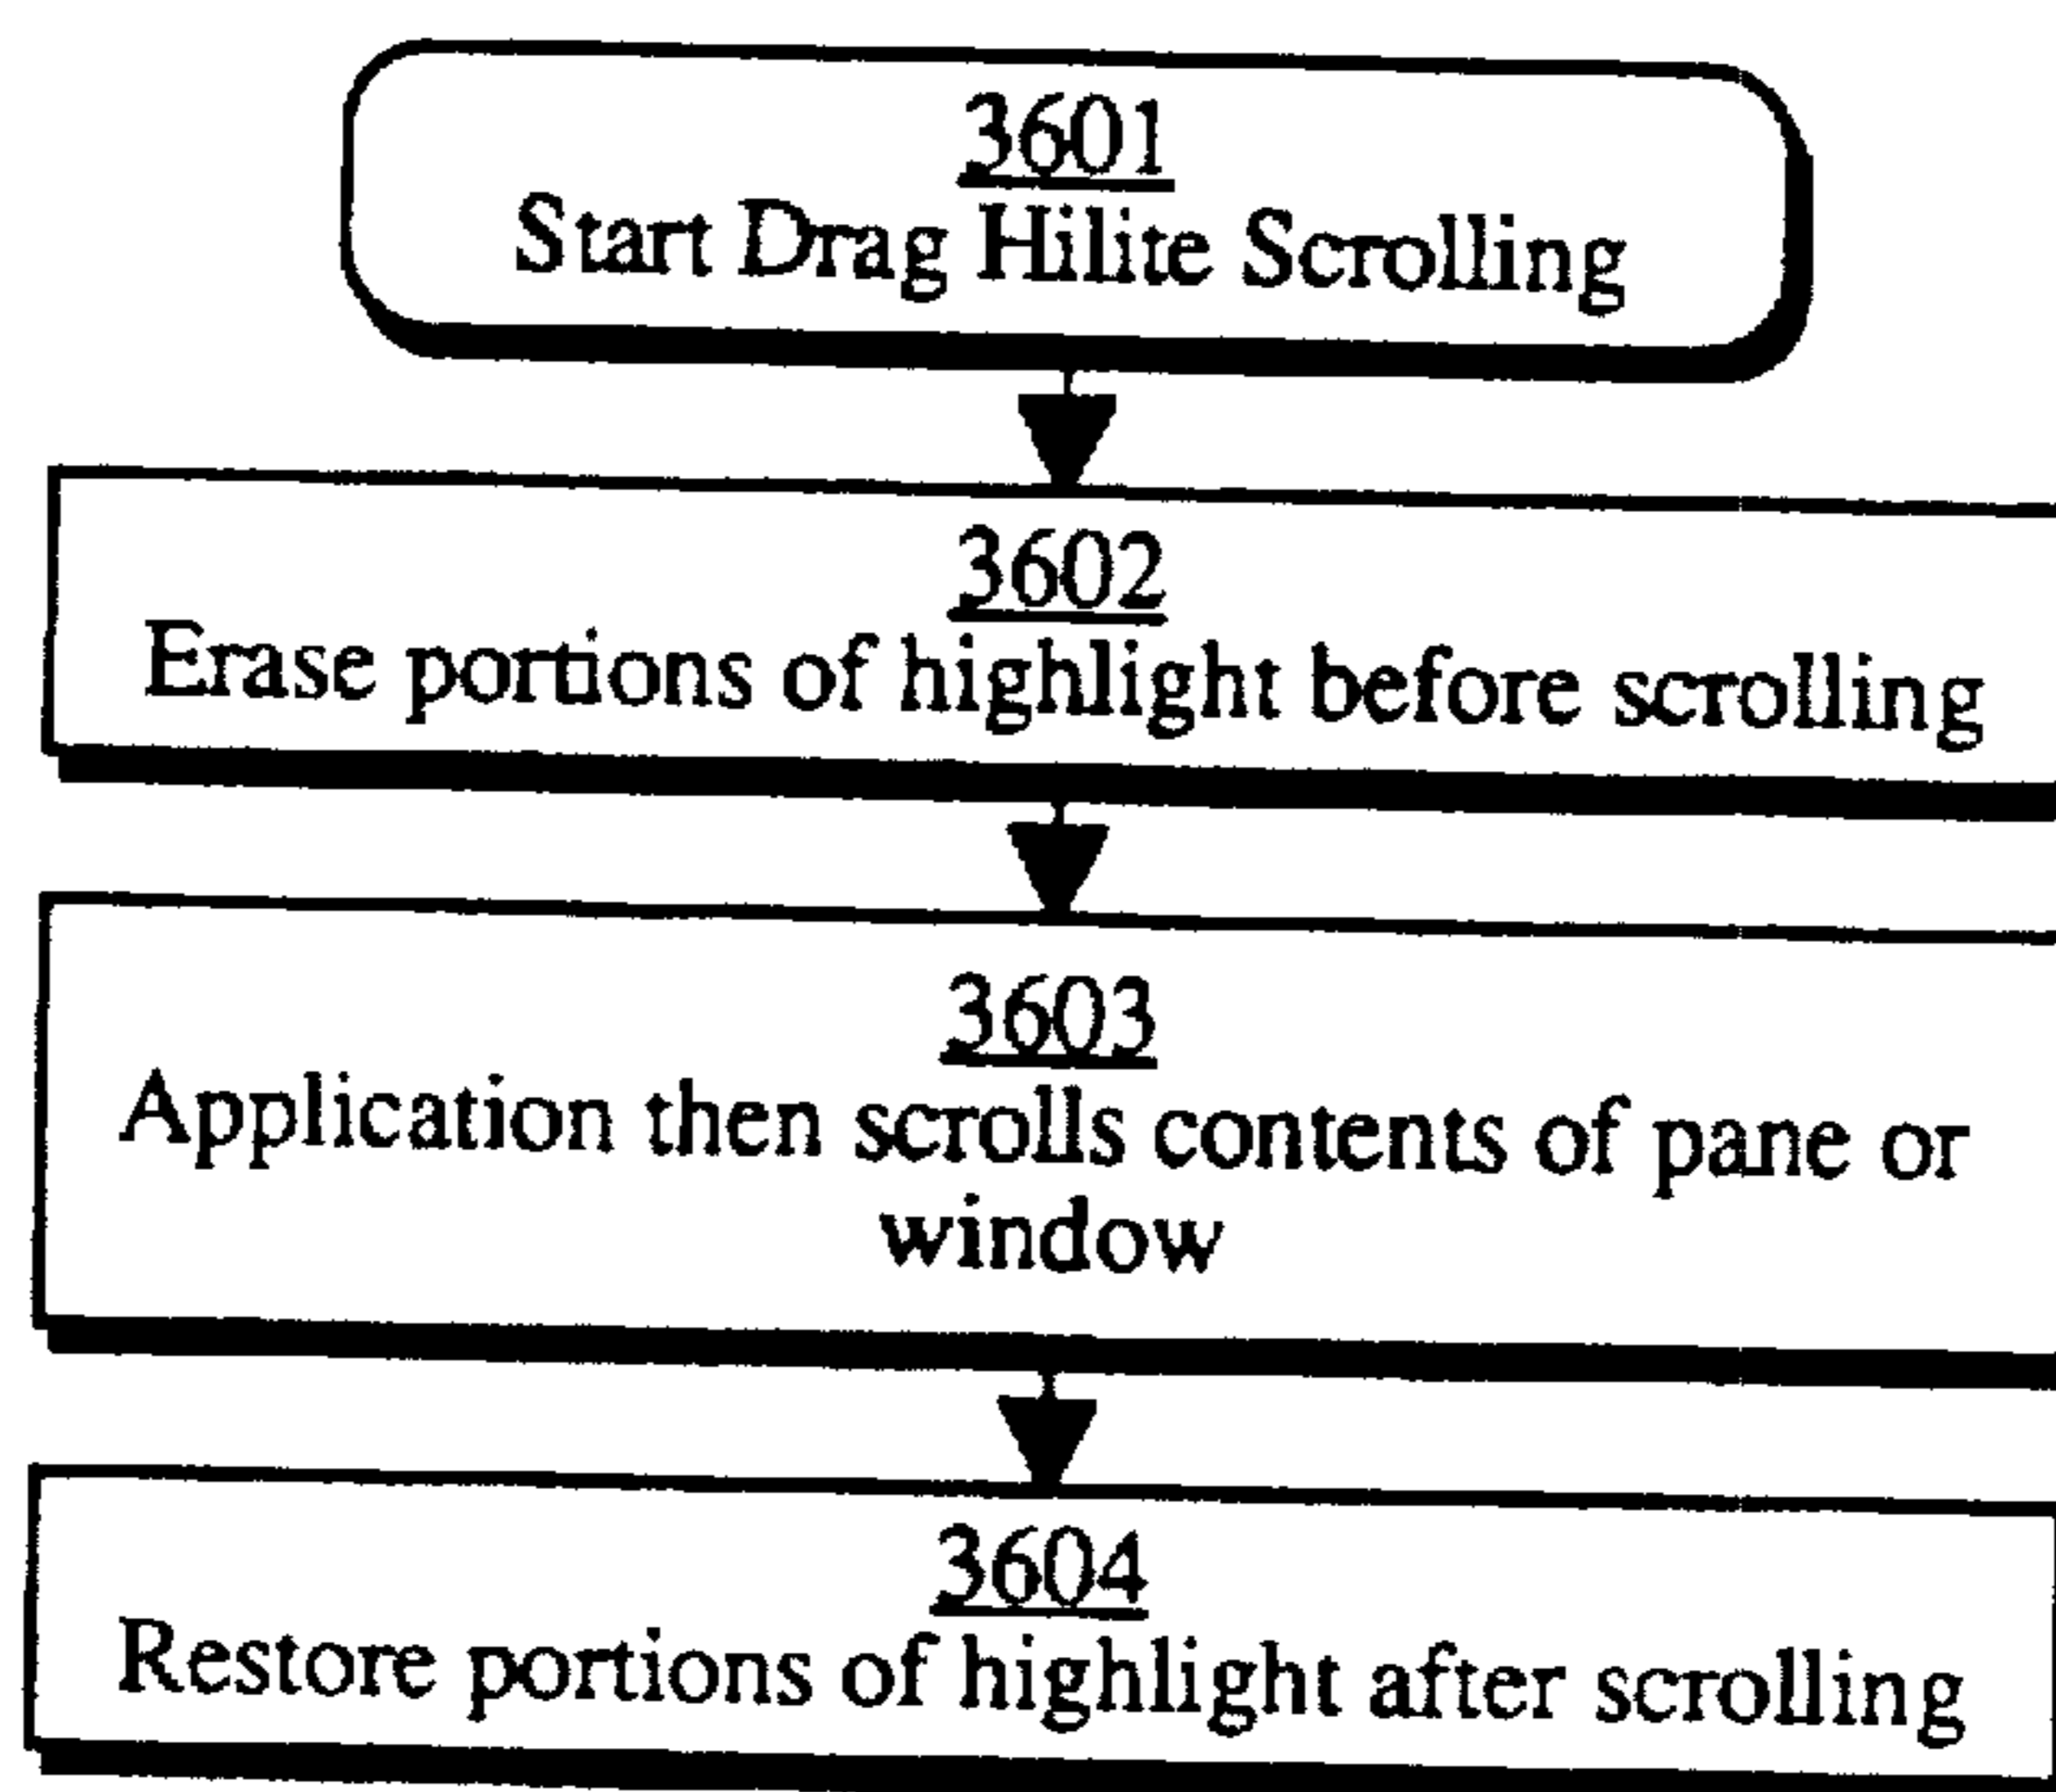 3601
Start Drag Hilite Scrolling
3602
Erase portions of highlight before scrolling
3603
Application then scrolls contents of pane or
window
3604
Restore portions of highlight after scrolling